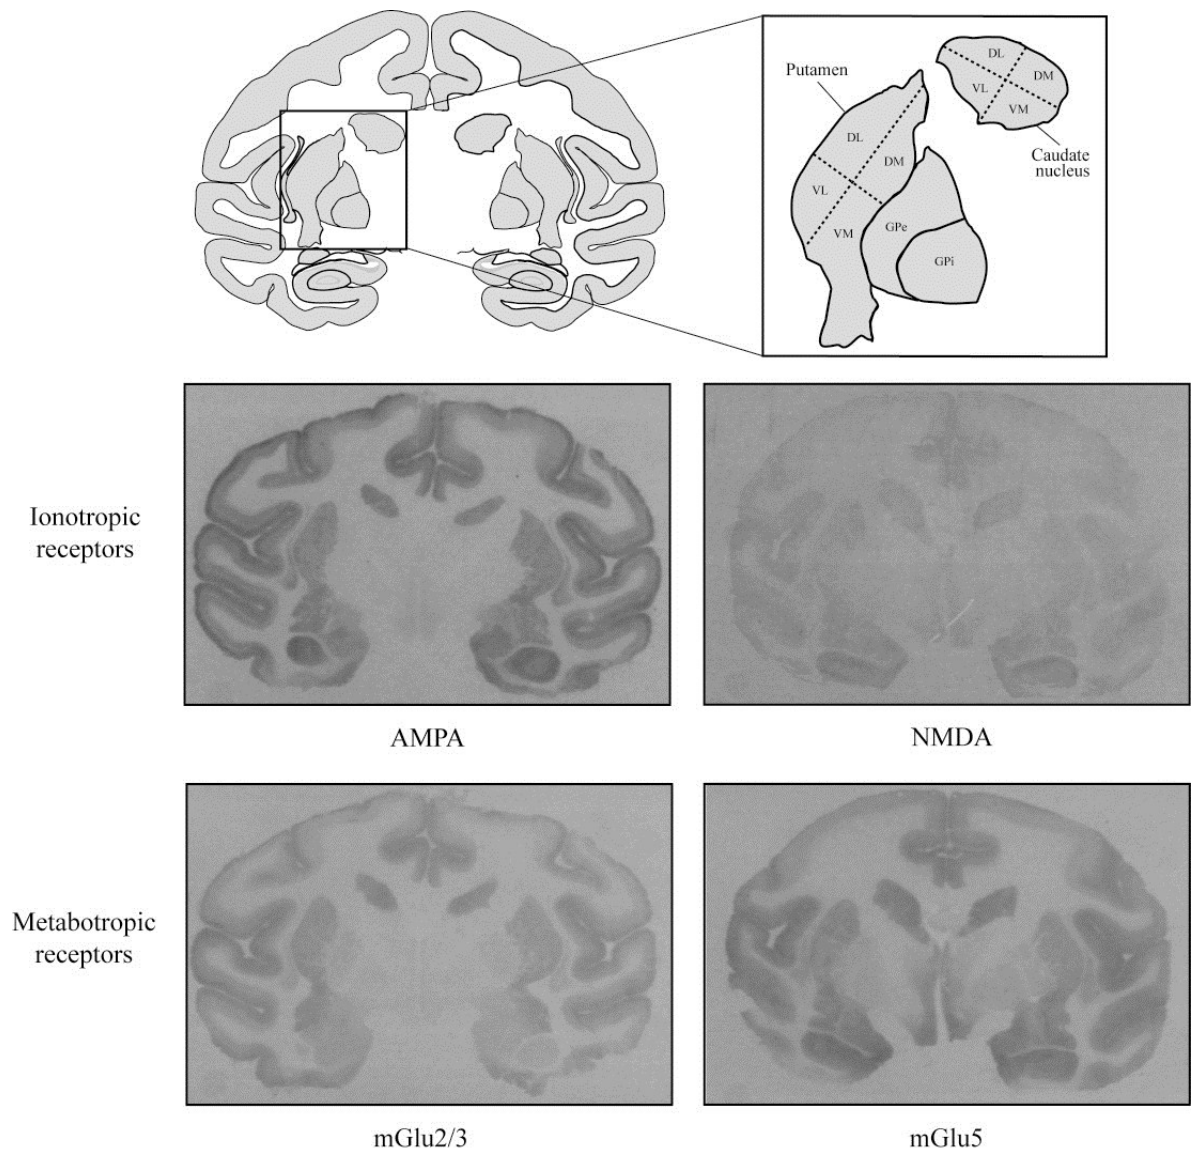 Putamen
DL
DM
VL
VM
Caudate
nucleus
DL
DM
VL
VM
GPe
GPi
Ionotropic
receptors
AMPA
NMDA
Metabotropic
receptors
mGlu2/3
mGlu5